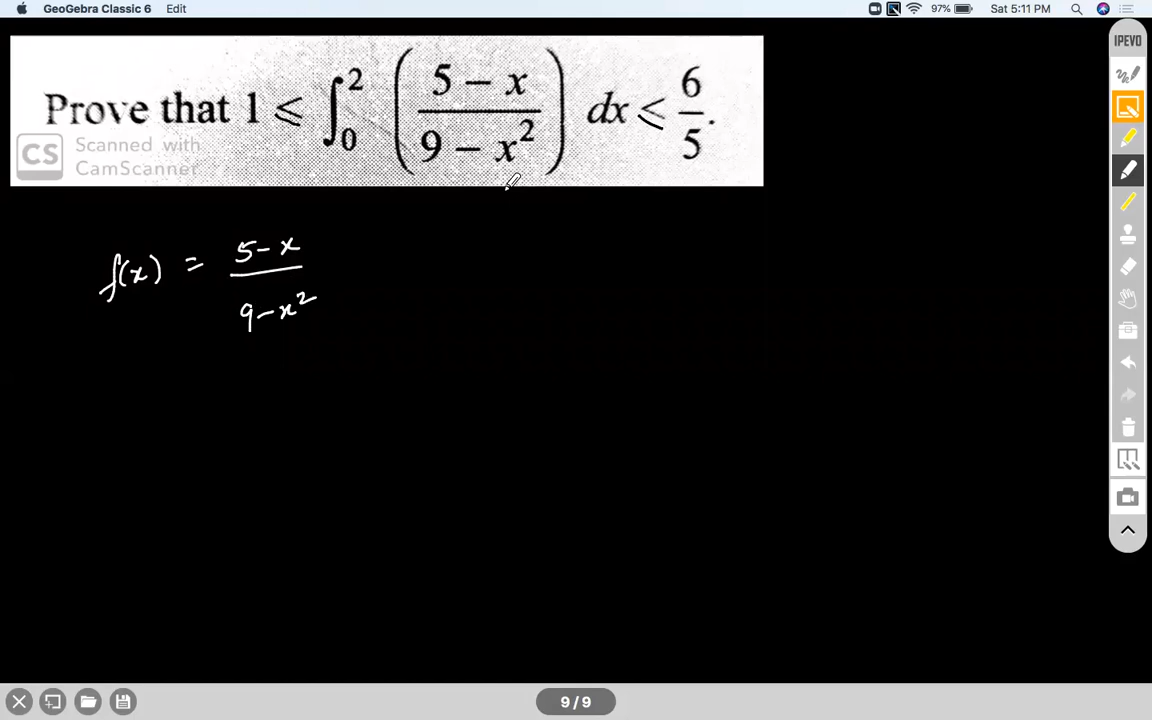 GeoGebra Classic 6 Edit 97% Sat 5:11 PM
IPEVO
Prove that 1 ⩽ ∫₀² ( (5 − x) / (9 − x²) ) dx ⩽ 6/5.
CS Scanned with
CamScanner
f(x) = (5 − x) / (9 − x²)
9 / 9